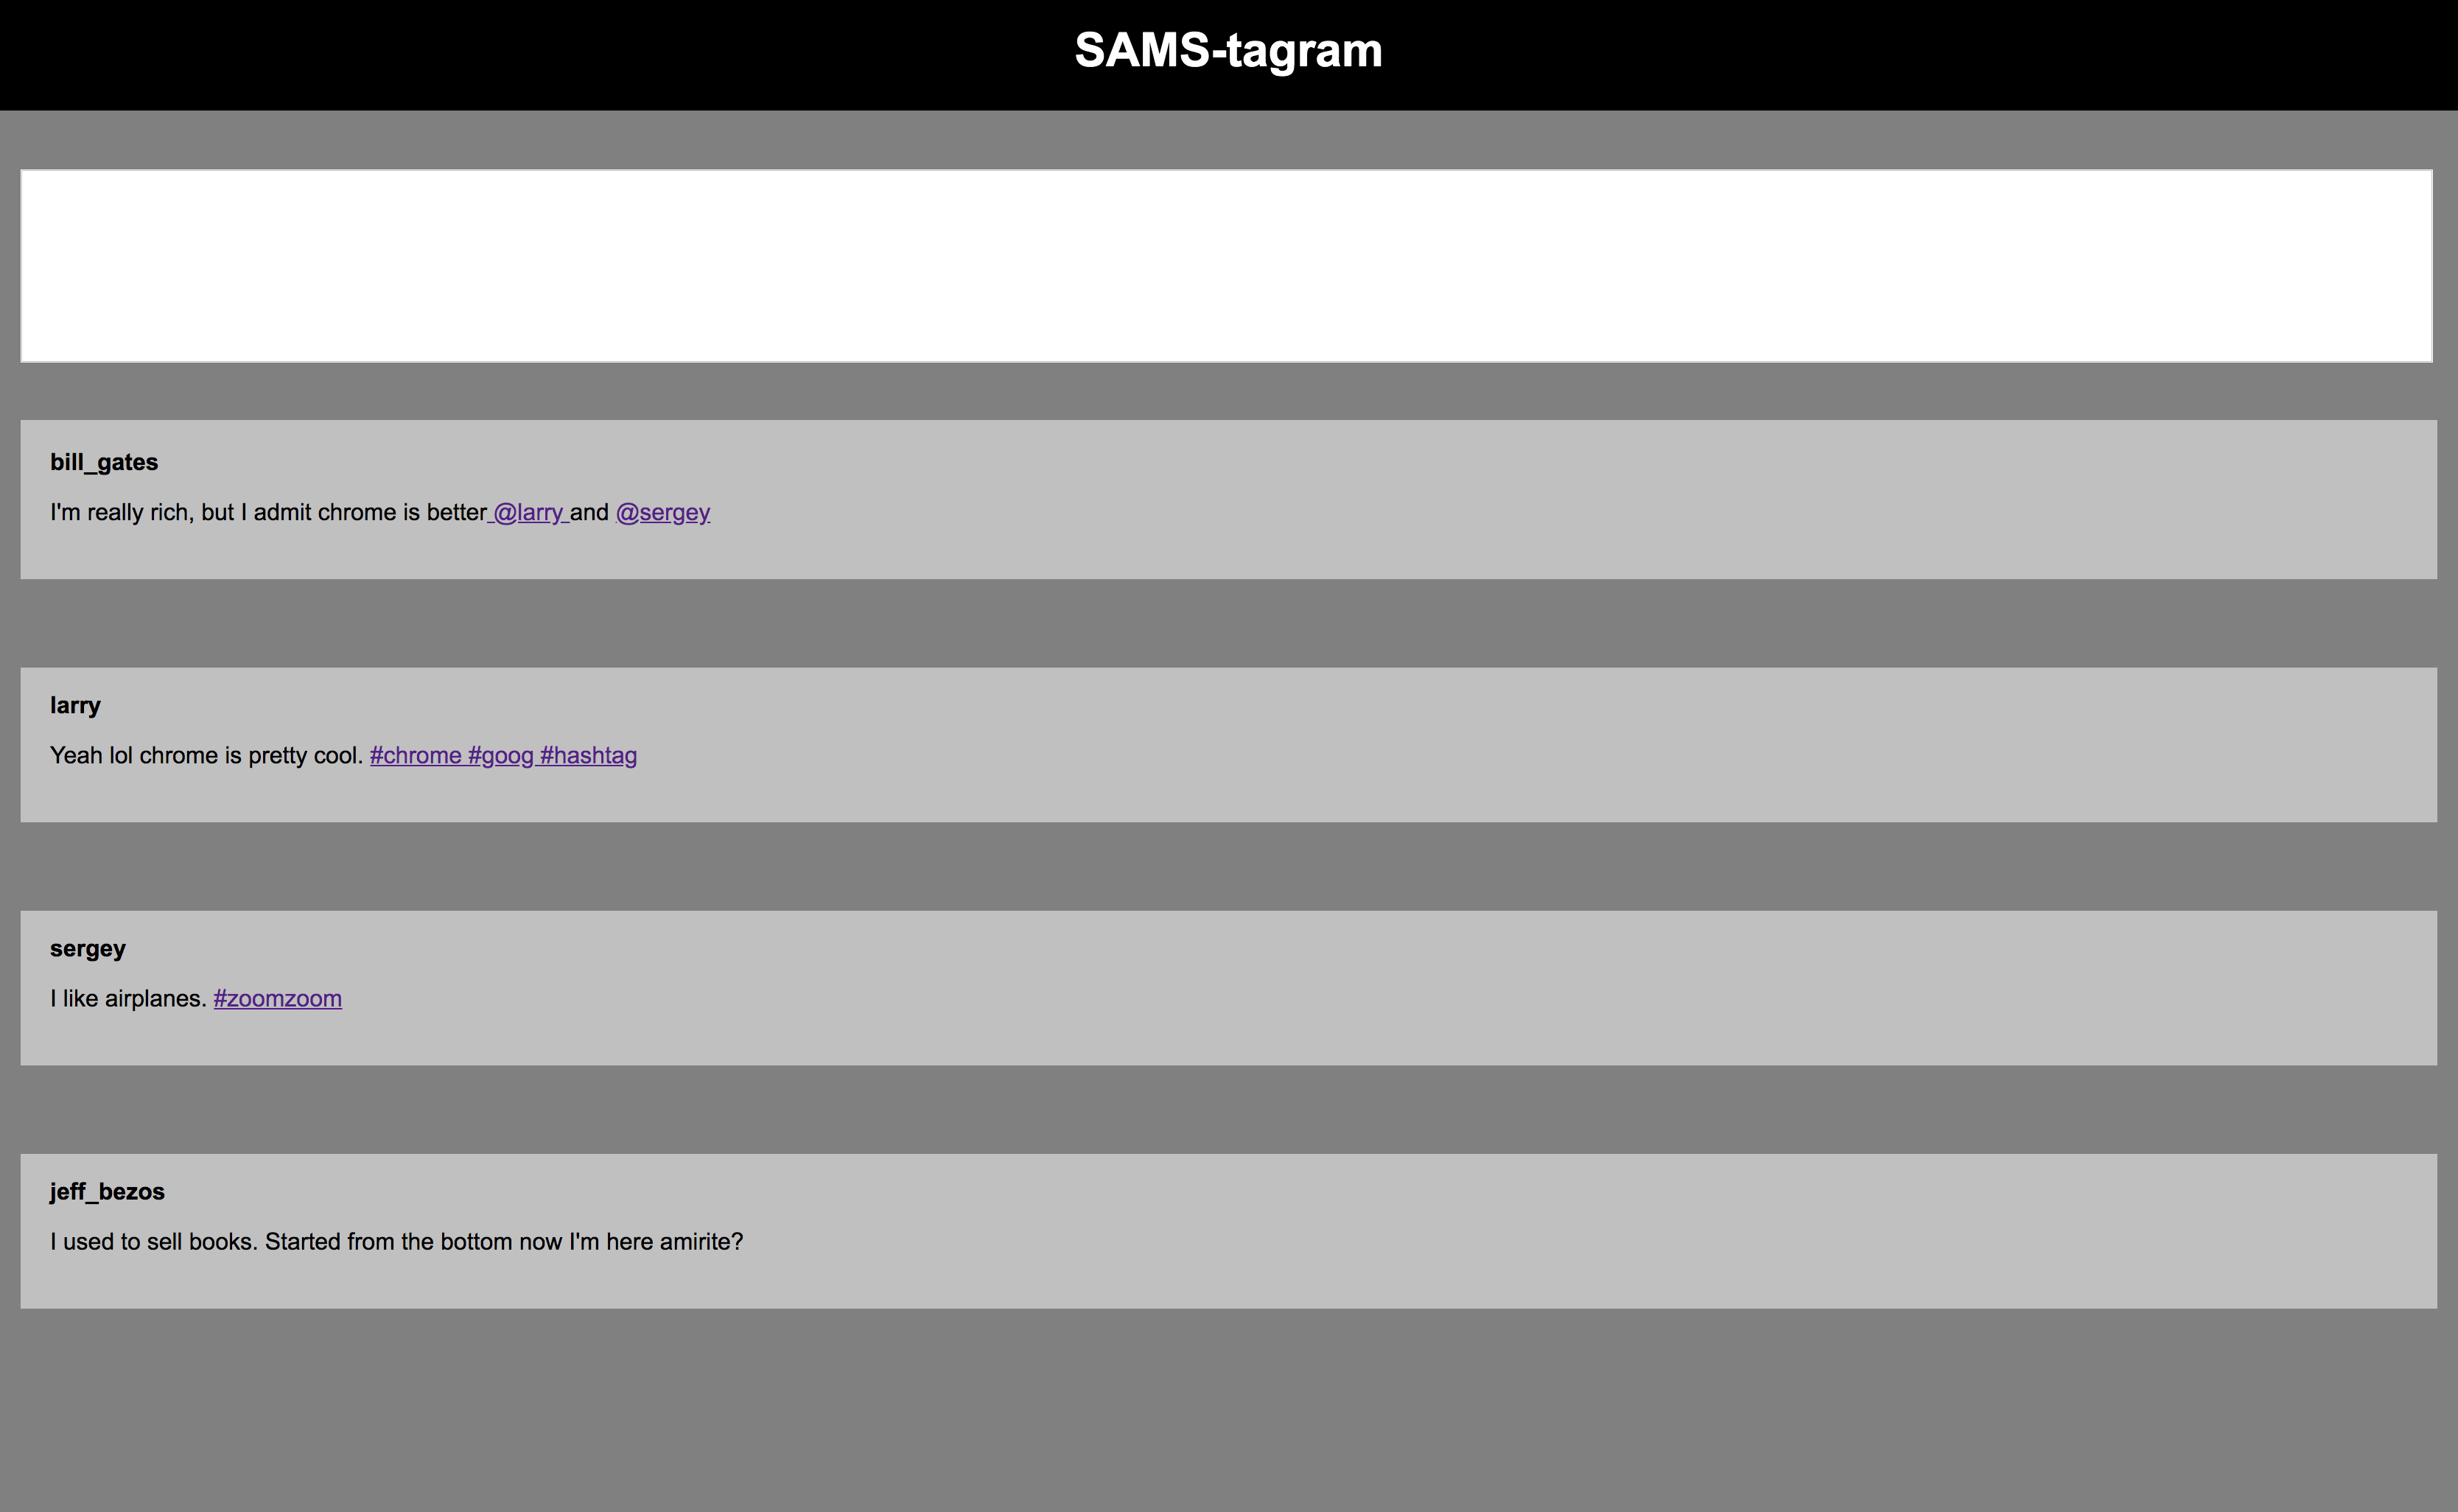 SAMS-tagram
bill_gates
I'm really rich, but I admit chrome is better @larry and @sergey
larry
Yeah lol chrome is pretty cool. #chrome #goog #hashtag
sergey
I like airplanes. #zoomzoom
jeff_bezos
I used to sell books. Started from the bottom now I'm here amirite?